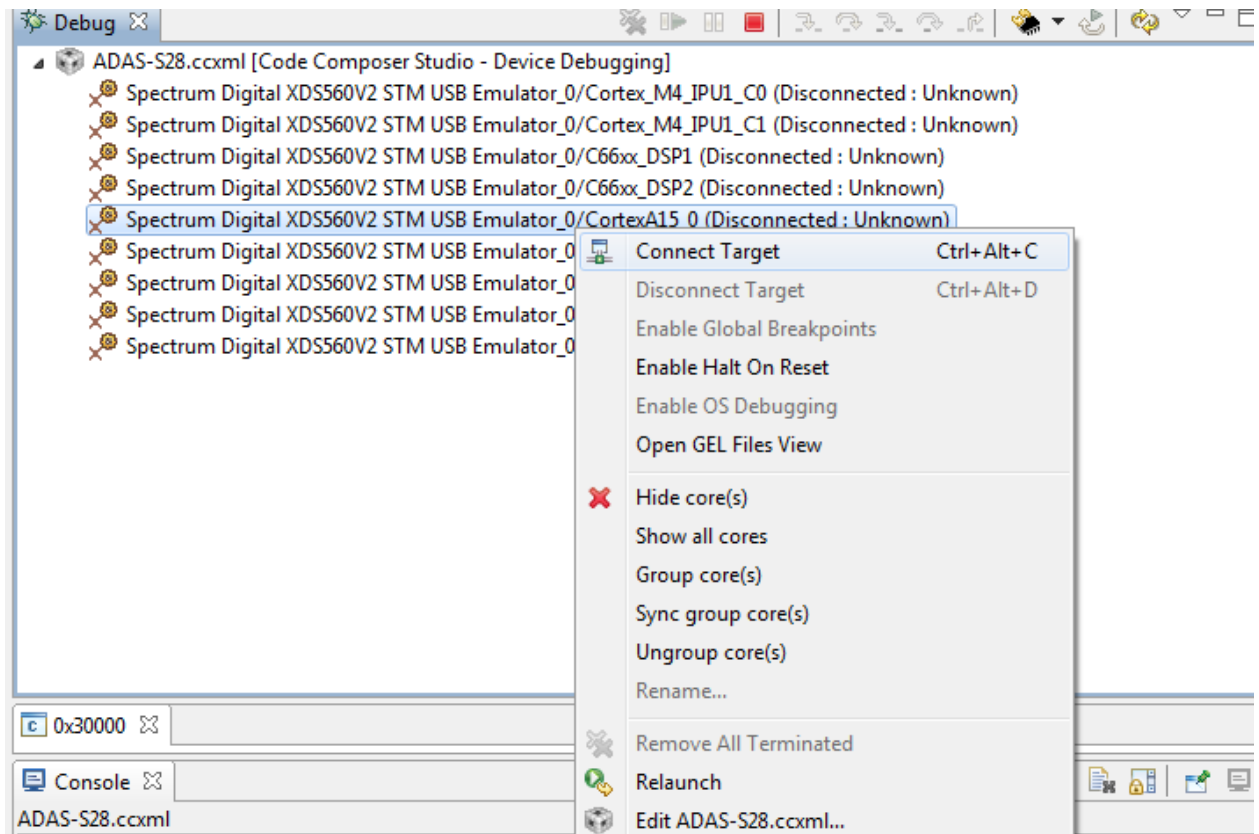 Debug
ADAS-S28.ccxml [Code Composer Studio - Device Debugging]
Spectrum Digital XDS560V2 STM USB Emulator_0/Cortex_M4_IPU1_C0 (Disconnected : Unknown)
Spectrum Digital XDS560V2 STM USB Emulator_0/Cortex_M4_IPU1_C1 (Disconnected : Unknown)
Spectrum Digital XDS560V2 STM USB Emulator_0/C66xx_DSP1 (Disconnected : Unknown)
Spectrum Digital XDS560V2 STM USB Emulator_0/C66xx_DSP2 (Disconnected : Unknown)
Spectrum Digital XDS560V2 STM USB Emulator_0/CortexA15_0 (Disconnected : Unknown)
Spectrum Digital XDS560V2 STM USB Emulator_0
Spectrum Digital XDS560V2 STM USB Emulator_0
Spectrum Digital XDS560V2 STM USB Emulator_0
Spectrum Digital XDS560V2 STM USB Emulator_0
Connect Target Ctrl+Alt+C
Disconnect Target Ctrl+Alt+D
Enable Global Breakpoints
Enable Halt On Reset
Enable OS Debugging
Open GEL Files View
Hide core(s)
Show all cores
Group core(s)
Sync group core(s)
Ungroup core(s)
Rename...
Remove All Terminated
Relaunch
Edit ADAS-S28.ccxml...
0x30000
Console
ADAS-S28.ccxml